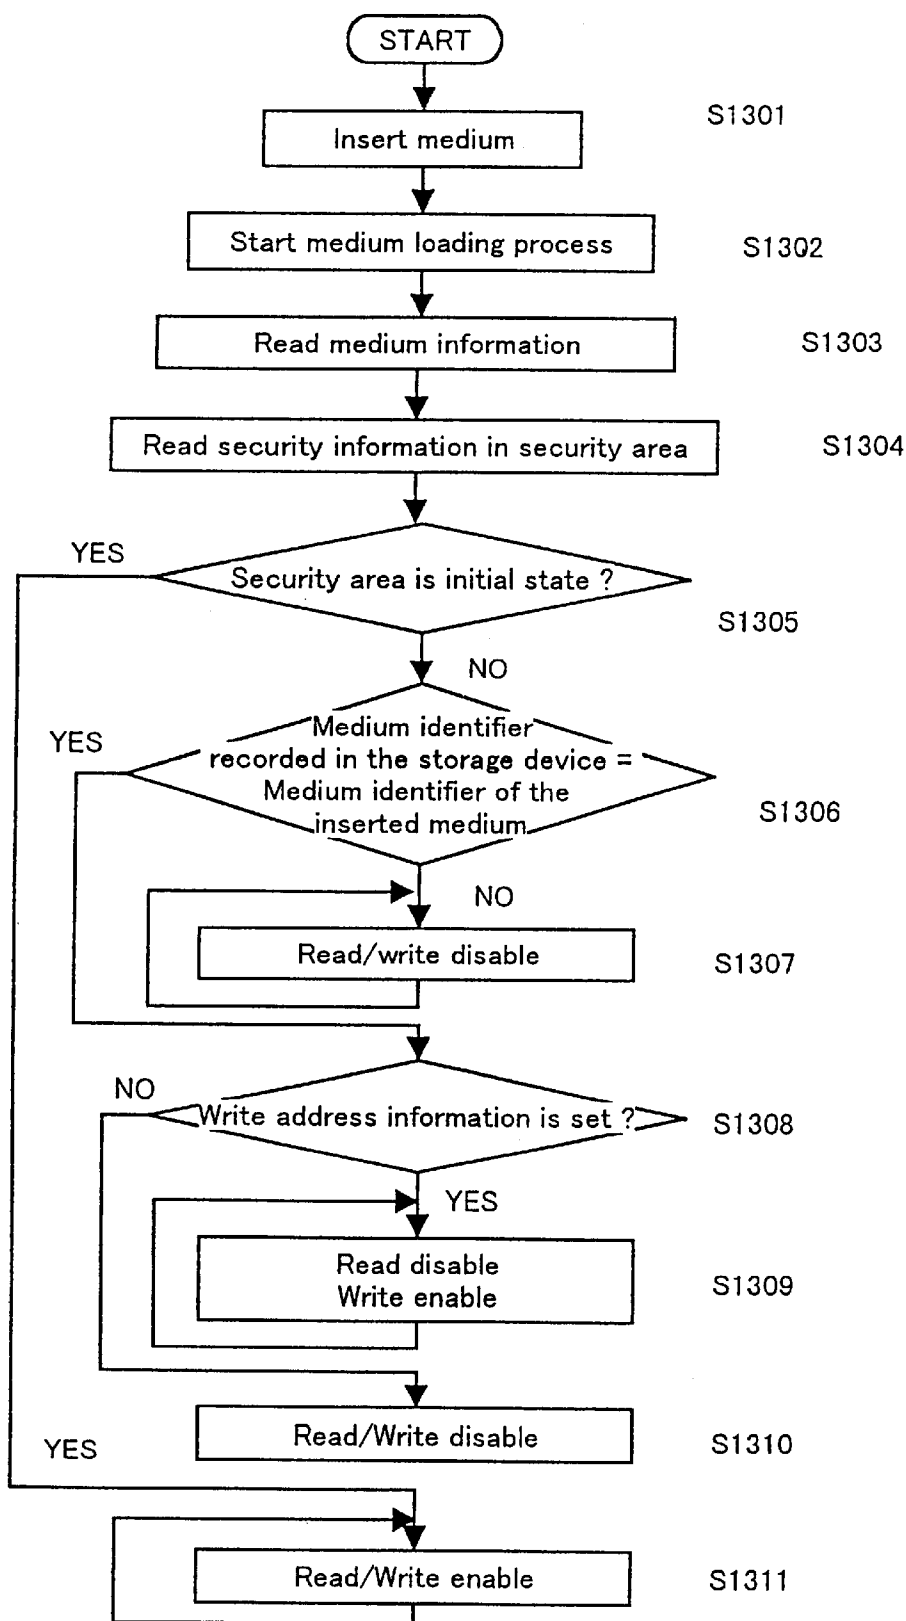 START
S1301
Insert medium
Start medium loading process
S1302
Read medium information
S1303
Read security information in security area
S1304
YES
Security area is initial state ?
S1305
NO
YES
Medium identifier
recorded in the storage device =
Medium identifier of the
inserted medium
S1306
NO
Read/write disable
S1307
NO
Write address information is set ?
S1308
YES
Read disable
Write enable
S1309
Read/Write disable
S1310
YES
Read/Write enable
S1311